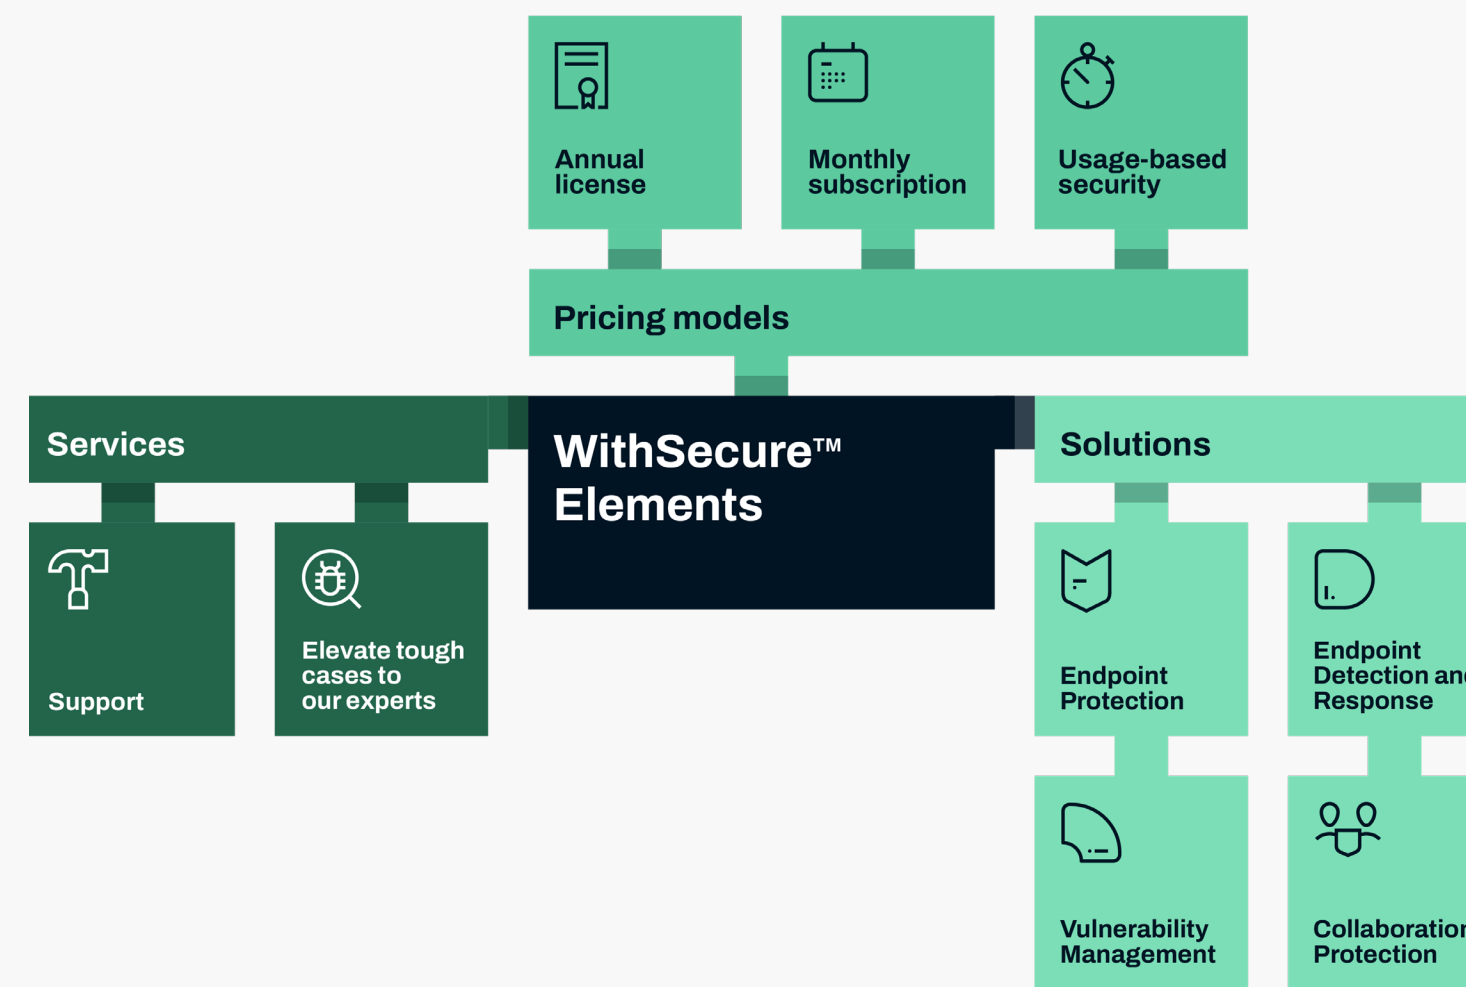 Annual
license
Monthly
subscription
Usage-based
security
Pricing models
Services
WithSecure™
Elements
Solutions
Support
Elevate tough
cases to
our experts
Endpoint
Protection
Endpoint
Detection an
Response
Vulnerability
Management
Collaboration
Protection